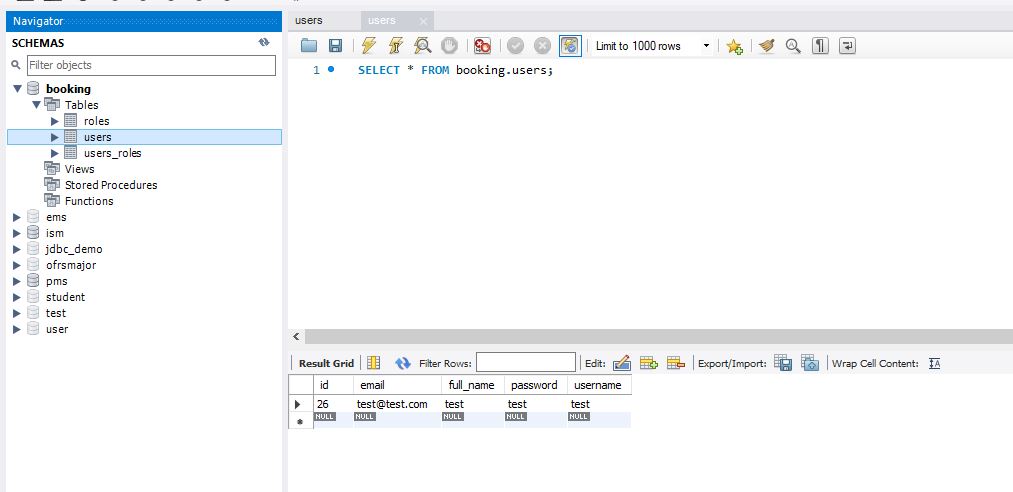 Navigator
SCHEMAS
Filter objects
booking
Tables
roles
users
users_roles
Views
Stored Procedures
Functions
ems
ism
jdbc_demo
ofrsmajor
pms
student
test
user
users users
Limit to 1000 rows
1 SELECT * FROM booking.users;
Result Grid Filter Rows: Edit: Export/Import: Wrap Cell Content: IA
id email full_name password username
26 test@test.com test test test
NULL NULL NULL NULL NULL